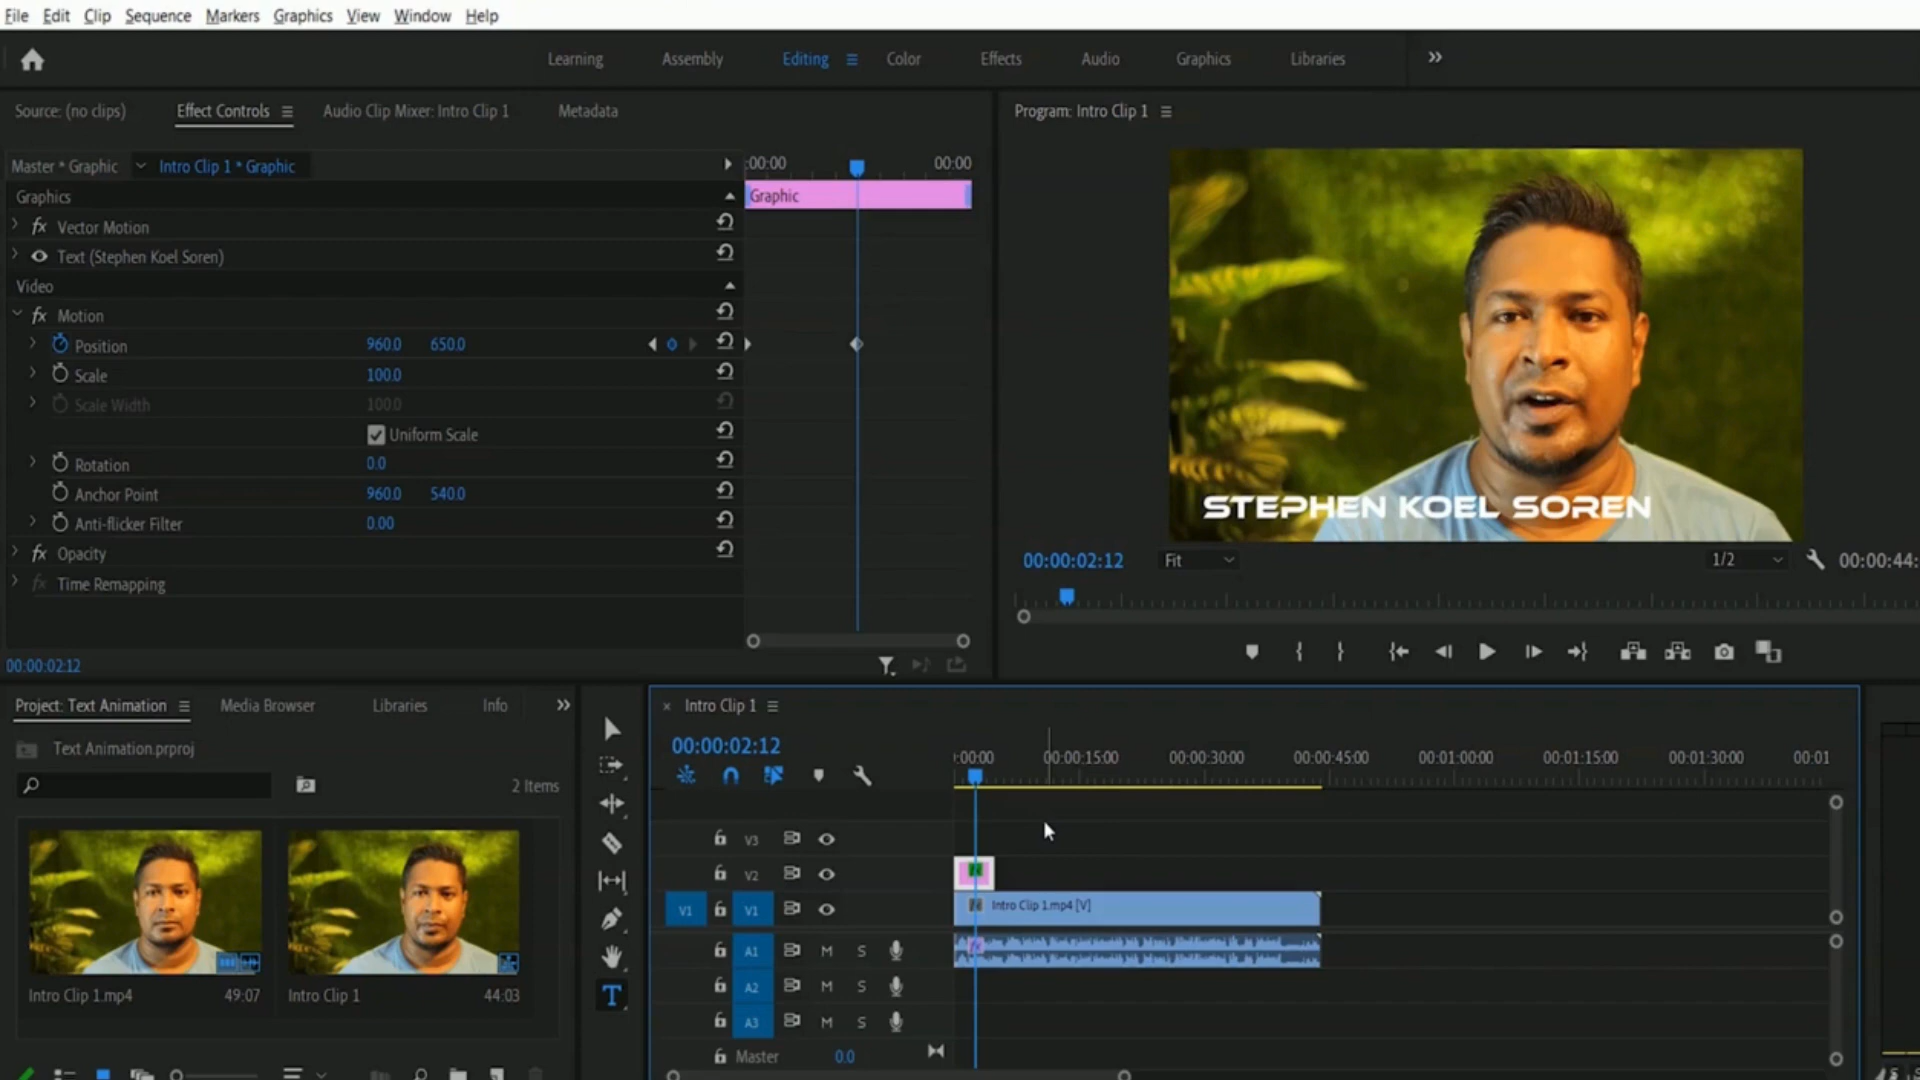 File Edit Clip Sequence Markers Graphics View Window Help
Learning Assembly Editing Color Effects Audio Graphics Libraries
Source: (no clips) Effect Controls Audio Clip Mixer: Intro Clip 1 Metadata
Program: Intro Clip 1
Master * Graphic Intro Clip 1 * Graphic
:00:00 00:00
Graphics
Graphic
fx Vector Motion
Text (Stephen Koel Soren)
Video
fx Motion
Position 960.0 650.0
Scale 100.0
Scale Width 100.0
Uniform Scale
Rotation 0.0
Anchor Point 960.0 540.0
Anti-flicker Filter 0.00
fx Opacity
fx Time Remapping
00:00:02:12
STEPHEN KOEL SOREN
00:00:02:12 Fit 1/2 00:00:44:
Project: Text Animation Media Browser Libraries Info
Text Animation.prproj
2 Items
Intro Clip 1.mp4 49:07
Intro Clip 1 44:03
T
Intro Clip 1
00:00:02:12
:00:00 00:00:15:00 00:00:30:00 00:00:45:00 00:01:00:00 00:01:15:00 00:01:30:00 00:01
V3
V2
V1 V1 Intro Clip 1.mp4 [V]
A1 M S
A2 M S
A3 M S
Master 0.0